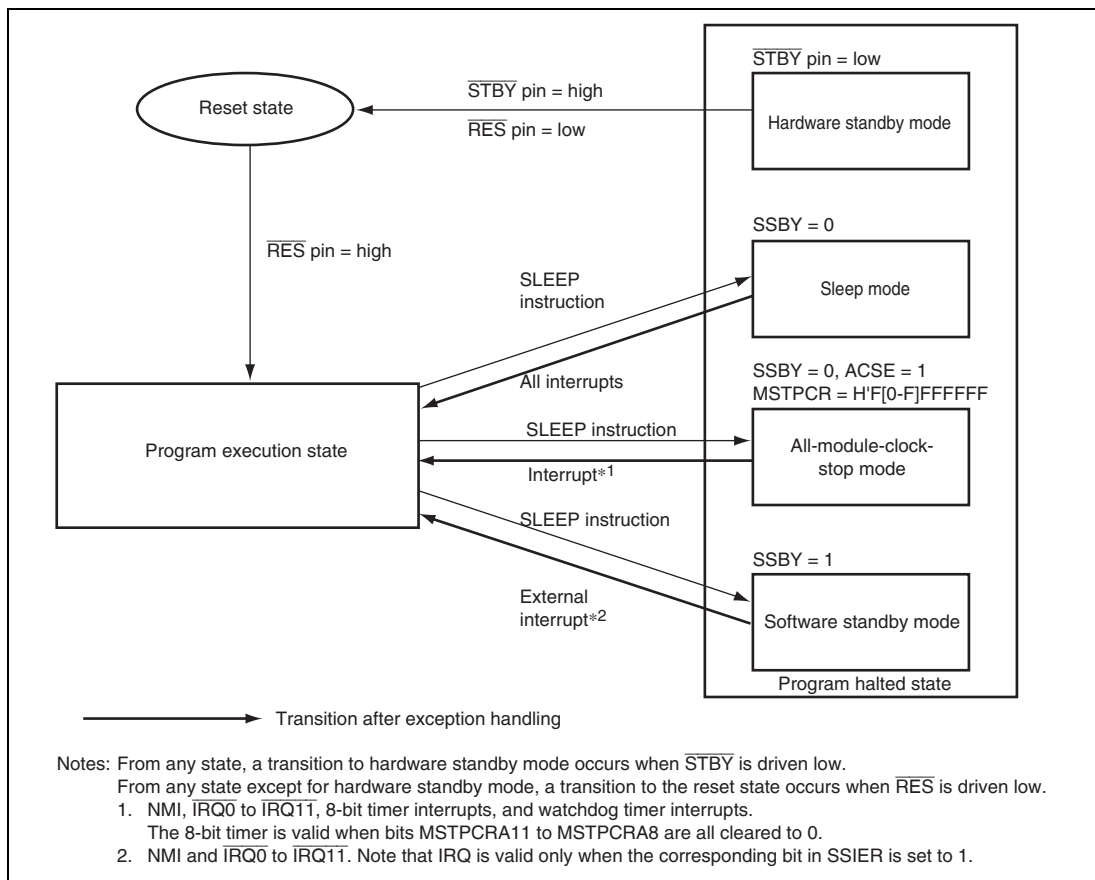 STBY pin = low
STBY pin = high
Reset state
Hardware standby mode
RES pin = low
SSBY = 0
RES pin = high
SLEEP
instruction
Sleep mode
All interrupts
SSBY = 0, ACSE = 1
MSTPCR = H'F[0-F]FFFFFF
SLEEP instruction
Program execution state
All-module-clock-
stop mode
Interrupt*1
SLEEP instruction
SSBY = 1
External
interrupt*2
Software standby mode
Program halted state
Transition after exception handling
Notes: From any state, a transition to hardware standby mode occurs when STBY is driven low.
From any state except for hardware standby mode, a transition to the reset state occurs when RES is driven low.
1. NMI, IRQ0 to IRQ11, 8-bit timer interrupts, and watchdog timer interrupts.
The 8-bit timer is valid when bits MSTPCRA11 to MSTPCRA8 are all cleared to 0.
2. NMI and IRQ0 to IRQ11. Note that IRQ is valid only when the corresponding bit in SSIER is set to 1.